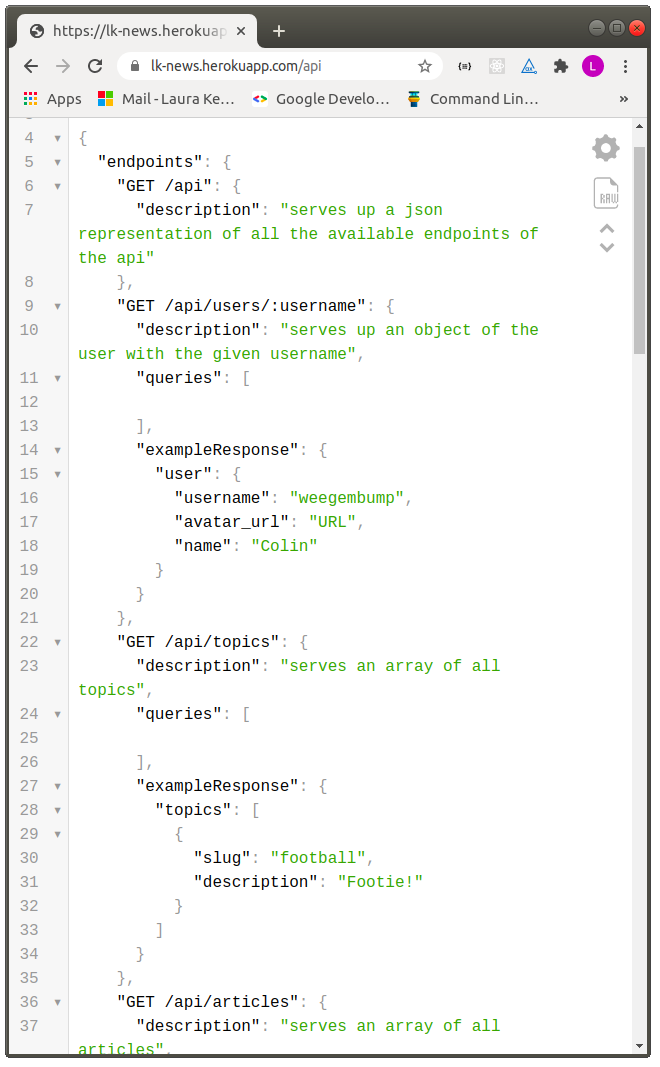 https://lk-news.herokuapp
lk-news.herokuapp.com/api
L
Apps
Mail - Laura Ke...
Google Develo...
Command Lin...
»
RAW
4 {
5 "endpoints": {
6 "GET /api": {
7 "description": "serves up a json
representation of all the available endpoints of
the api"
8 },
9 "GET /api/users/:username": {
10 "description": "serves up an object of the
user with the given username",
11 "queries": [
12
13 ],
14 "exampleResponse": {
15 "user": {
16 "username": "weegembump",
17 "avatar_url": "URL",
18 "name": "Colin"
19 }
20 }
21 },
22 "GET /api/topics": {
23 "description": "serves an array of all
topics",
24 "queries": [
25
26 ],
27 "exampleResponse": {
28 "topics": [
29 {
30 "slug": "football",
31 "description": "Footie!"
32 }
33 ]
34 }
35 },
36 "GET /api/articles": {
37 "description": "serves an array of all
articles",